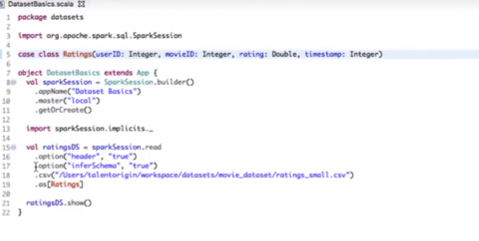 DatasetBasics.scala
1 package datasets
2
3 import org.apache.spark.sql.SparkSession
4
5 case class Ratings(userID: Integer, movieID: Integer, rating: Double, timestamp: Integer)
6
7 object DatasetBasics extends App {
8 val sparkSession = SparkSession.builder()
9 .appName("Dataset Basics")
10 .master("local")
11 .getOrCreate()
12
13 import sparkSession.implicits._
14
15 val ratingsDS = sparkSession.read
16 .option("header", "true")
17 .option("inferSchema", "true")
18 .csv("/Users/talentorigin/workspace/datasets/movie_dataset/ratings_small.csv")
19 .as[Ratings]
20
21 ratingsDS.show()
22 }